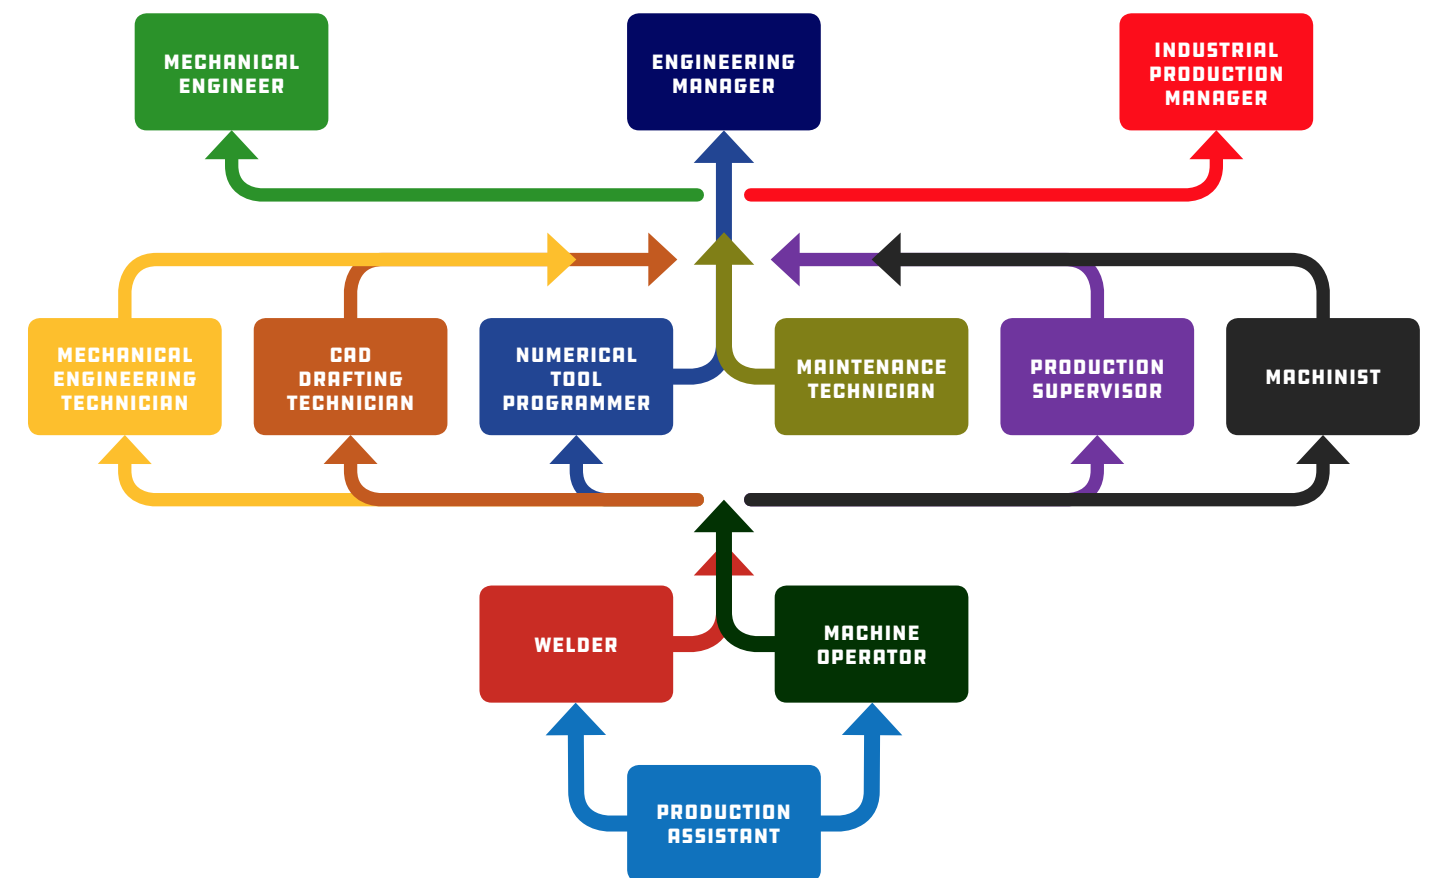 MECHANICAL
ENGINEER
ENGINEERING
MANAGER
INDUSTRIAL
PRODUCTION
MANAGER
MECHANICAL
ENGINEERING
TECHNICIAN
CAD
DRAFTING
TECHNICIAN
NUMERICAL
TOOL
PROGRAMMER
MAINTENANCE
TECHNICIAN
PRODUCTION
SUPERVISOR
MACHINIST
WELDER
MACHINE
OPERATOR
PRODUCTION
ASSISTANT